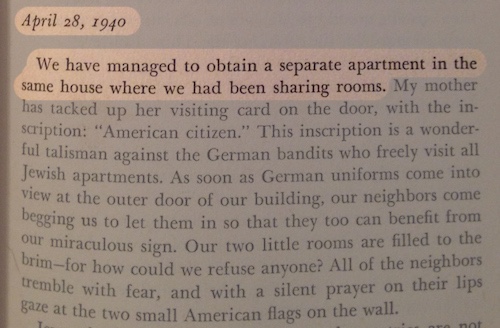 April 28, 1940
We have managed to obtain a separate apartment in the
same house where we had been sharing rooms. My mother
has tacked up her visiting card on the door, with the in-
scription: "American citizen." This inscription is a wonder-
ful talisman against the German bandits who freely visit all
Jewish apartments. As soon as German uniforms come into
view at the outer door of our building, our neighbors come
begging us to let them in so that they too can benefit from
our miraculous sign. Our two little rooms are filled to the
brim—for how could we refuse anyone? All of the neighbors
tremble with fear, and with a silent prayer on their lips
gaze at the two small American flags on the wall.